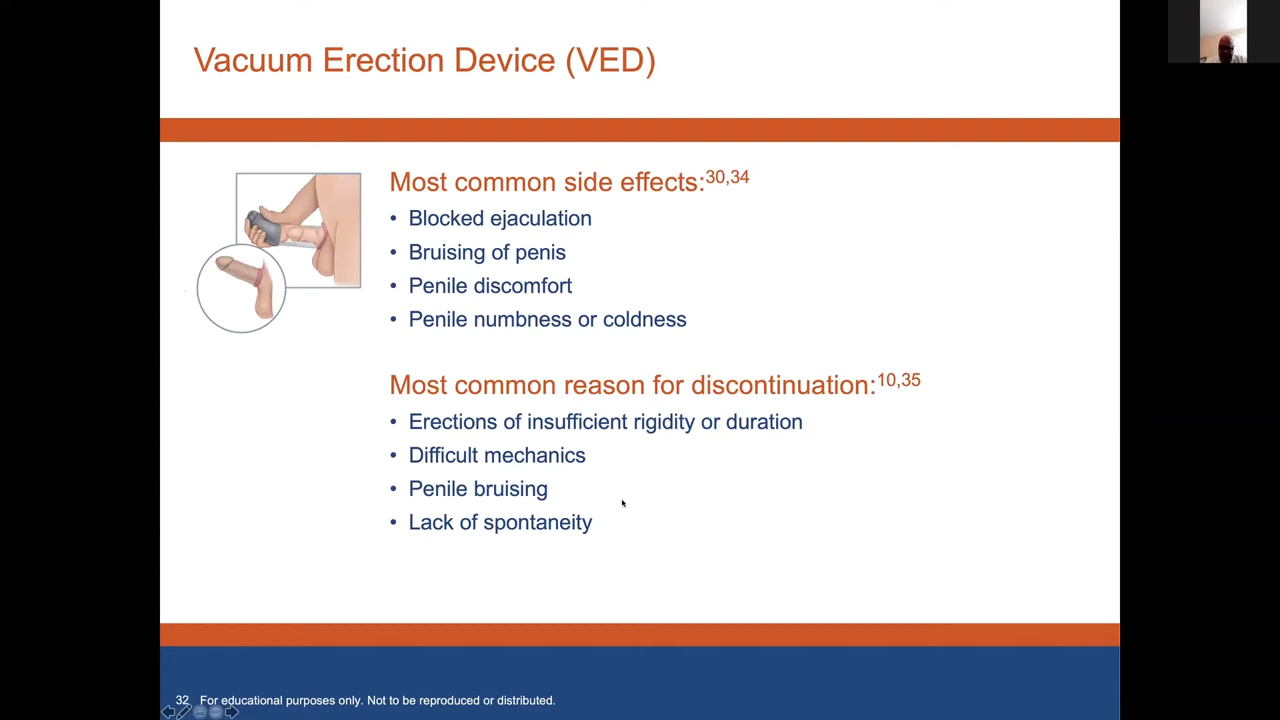 Vacuum Erection Device (VED)
Most common side effects:30,34
• Blocked ejaculation
• Bruising of penis
• Penile discomfort
• Penile numbness or coldness
Most common reason for discontinuation:10,35
• Erections of insufficient rigidity or duration
• Difficult mechanics
• Penile bruising
• Lack of spontaneity
32 For educational purposes only. Not to be reproduced or distributed.